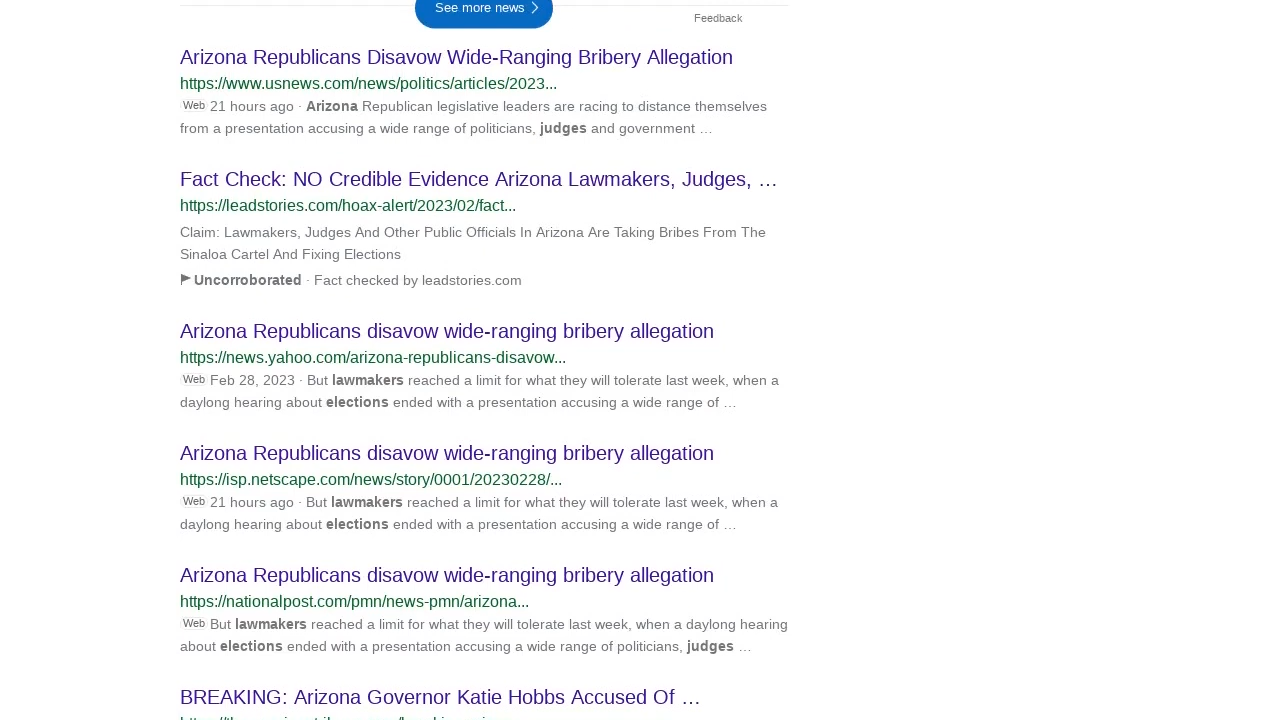 See more news
Feedback
Arizona Republicans Disavow Wide-Ranging Bribery Allegation
https://www.usnews.com/news/politics/articles/2023...
Web 21 hours ago · Arizona Republican legislative leaders are racing to distance themselves
from a presentation accusing a wide range of politicians, judges and government …
Fact Check: NO Credible Evidence Arizona Lawmakers, Judges, …
https://leadstories.com/hoax-alert/2023/02/fact...
Claim: Lawmakers, Judges And Other Public Officials In Arizona Are Taking Bribes From The
Sinaloa Cartel And Fixing Elections
Uncorroborated · Fact checked by leadstories.com
Arizona Republicans disavow wide-ranging bribery allegation
https://news.yahoo.com/arizona-republicans-disavow...
Web Feb 28, 2023 · But lawmakers reached a limit for what they will tolerate last week, when a
daylong hearing about elections ended with a presentation accusing a wide range of …
Arizona Republicans disavow wide-ranging bribery allegation
https://isp.netscape.com/news/story/0001/20230228/...
Web 21 hours ago · But lawmakers reached a limit for what they will tolerate last week, when a
daylong hearing about elections ended with a presentation accusing a wide range of …
Arizona Republicans disavow wide-ranging bribery allegation
https://nationalpost.com/pmn/news-pmn/arizona...
Web But lawmakers reached a limit for what they will tolerate last week, when a daylong hearing
about elections ended with a presentation accusing a wide range of politicians, judges …
BREAKING: Arizona Governor Katie Hobbs Accused Of …